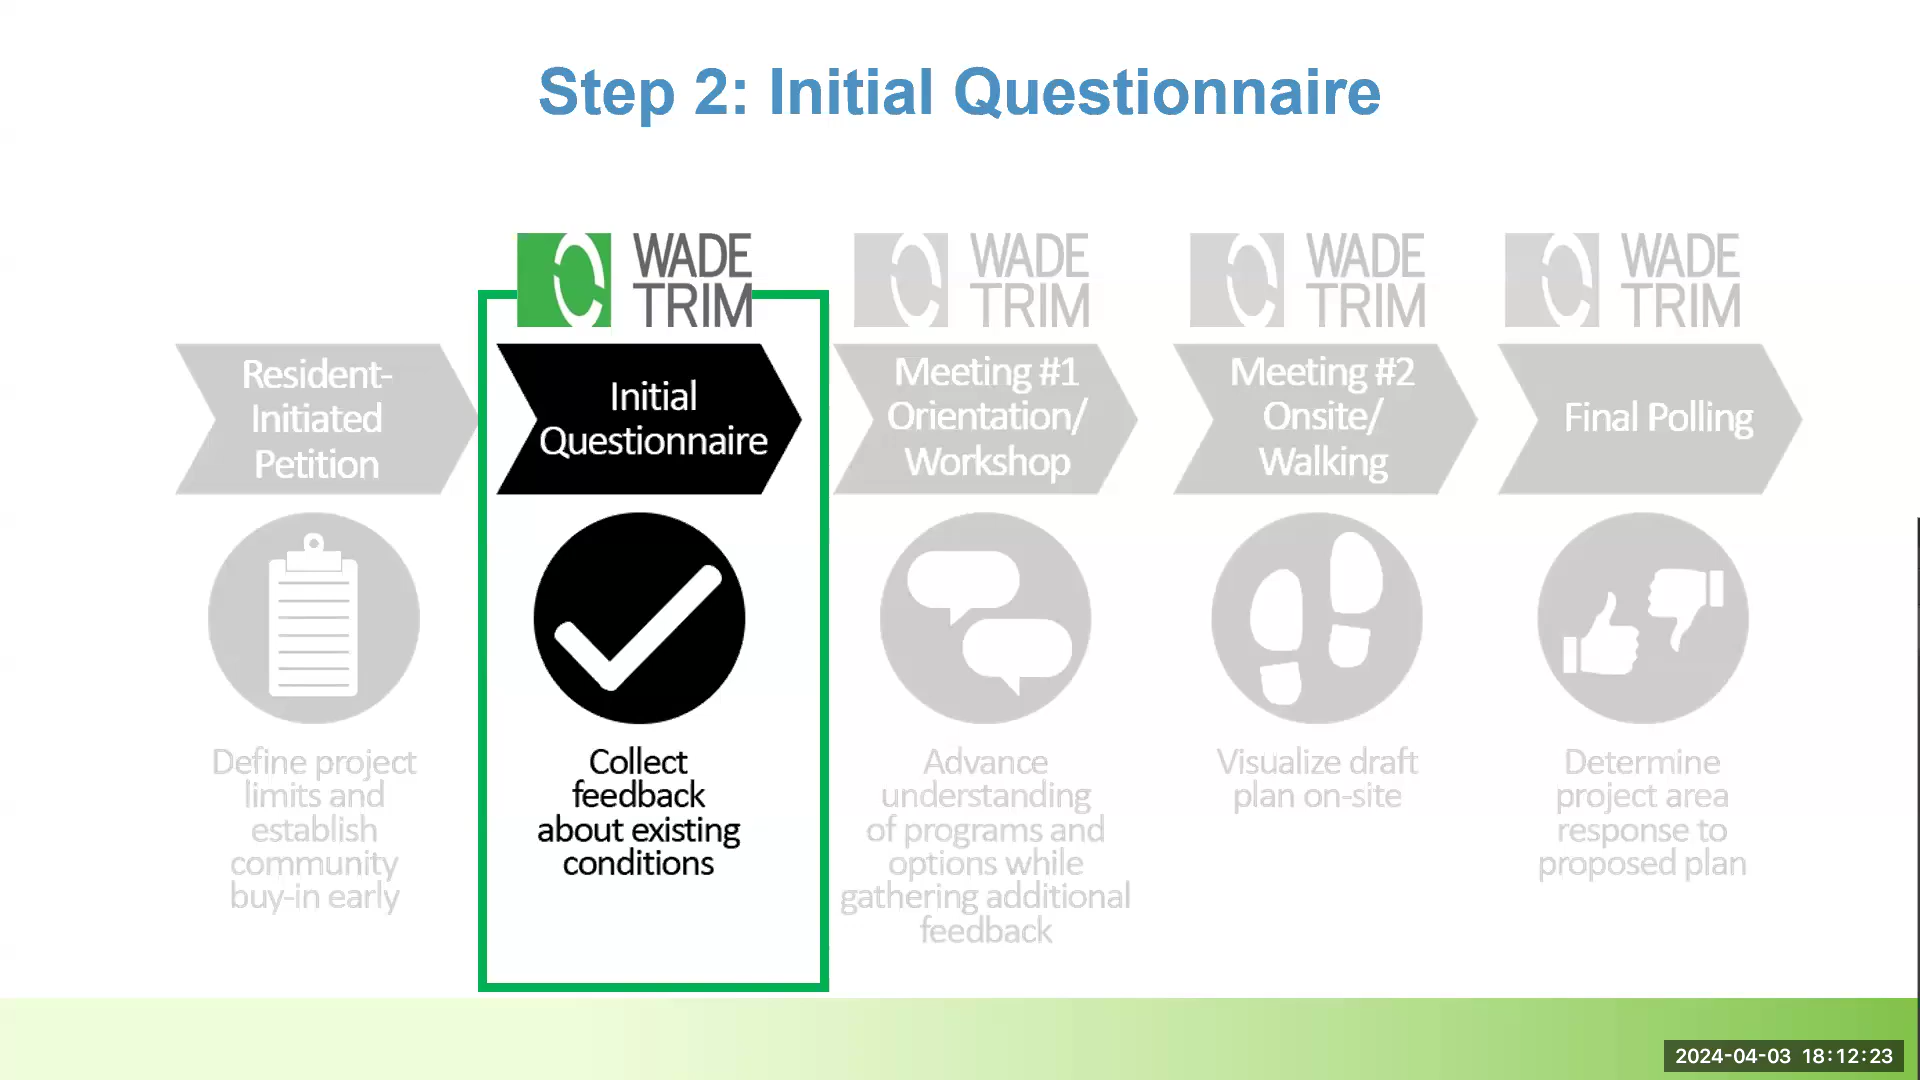 Step 2: Initial Questionnaire
WADE
TRIM
WADE
TRIM
WADE
TRIM
WADE
TRIM
Resident-
Initiated
Petition
Initial
Questionnaire
Meeting #1
Orientation/
Workshop
Meeting #2
Onsite/
Walking
Final Polling
Define project
limits and
establish
community
buy-in early
Collect
feedback
about existing
conditions
Advance
understanding
of programs and
options while
gathering additional
feedback
Visualize draft
plan on-site
Determine
project area
response to
proposed plan
2024-04-03 18:12:23